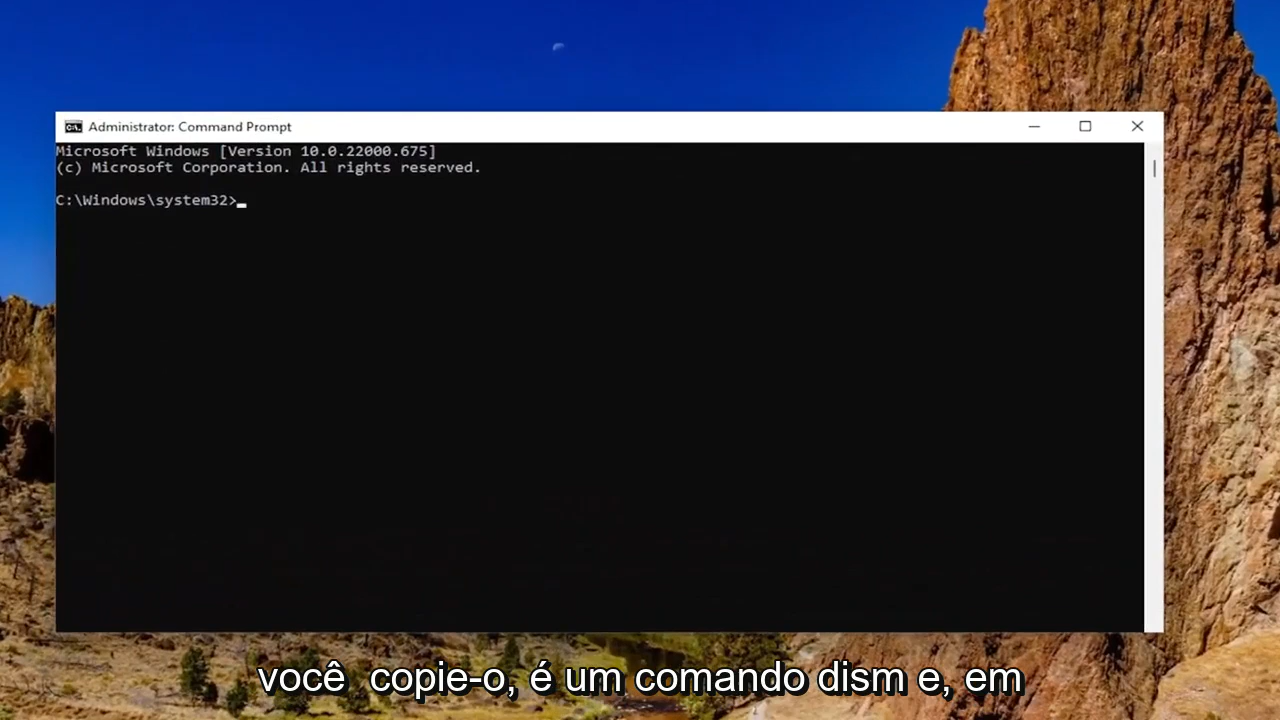 Administrator: Command Prompt
Microsoft Windows [Version 10.0.22000.675]
(c) Microsoft Corporation. All rights reserved.
C:\Windows\system32>
você copie-o, é um comando dism e, em